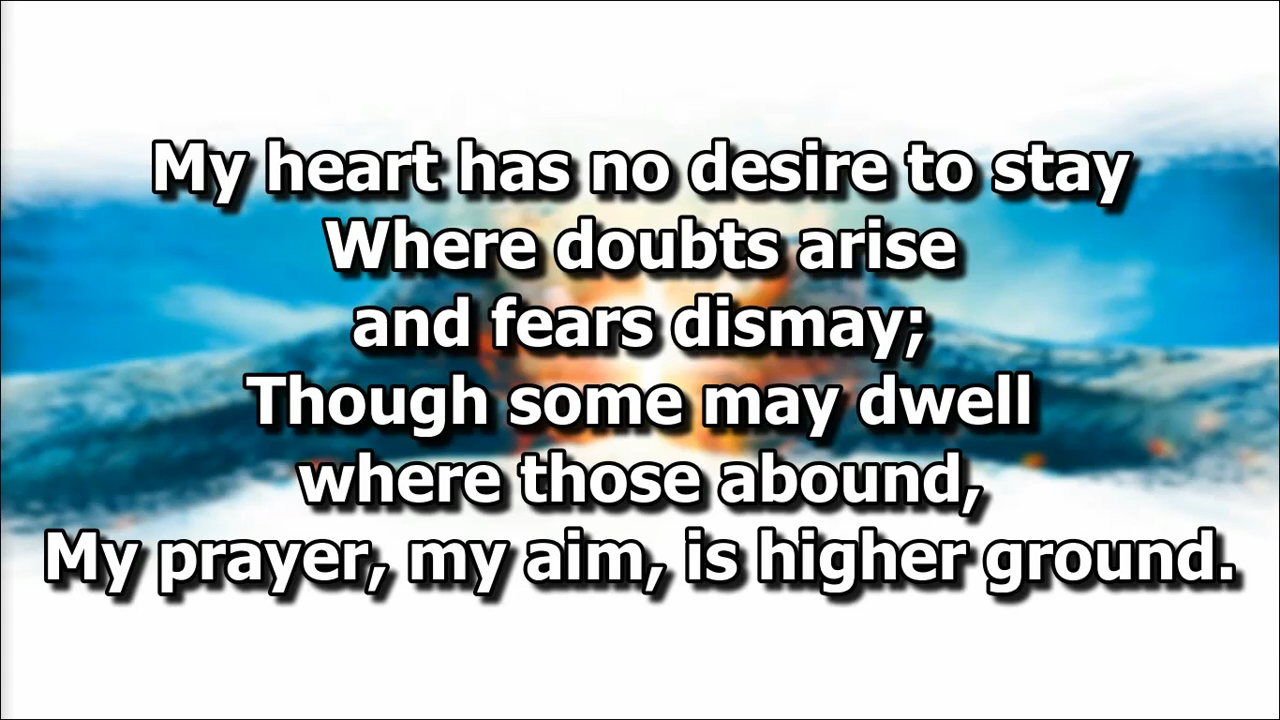 My heart has no desire to stay
Where doubts arise
and fears dismay;
Though some may dwell
where those abound,
My prayer, my aim, is higher ground.